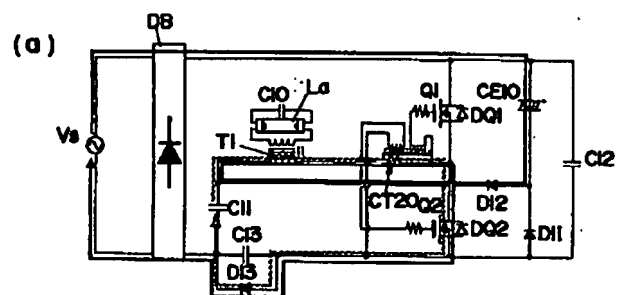 DB
(a)
C10
La
Q1
CE10
DQ1
Vs
T1
C12
C11
CT20
Q2
D12
C13
DQ2
D11
D13